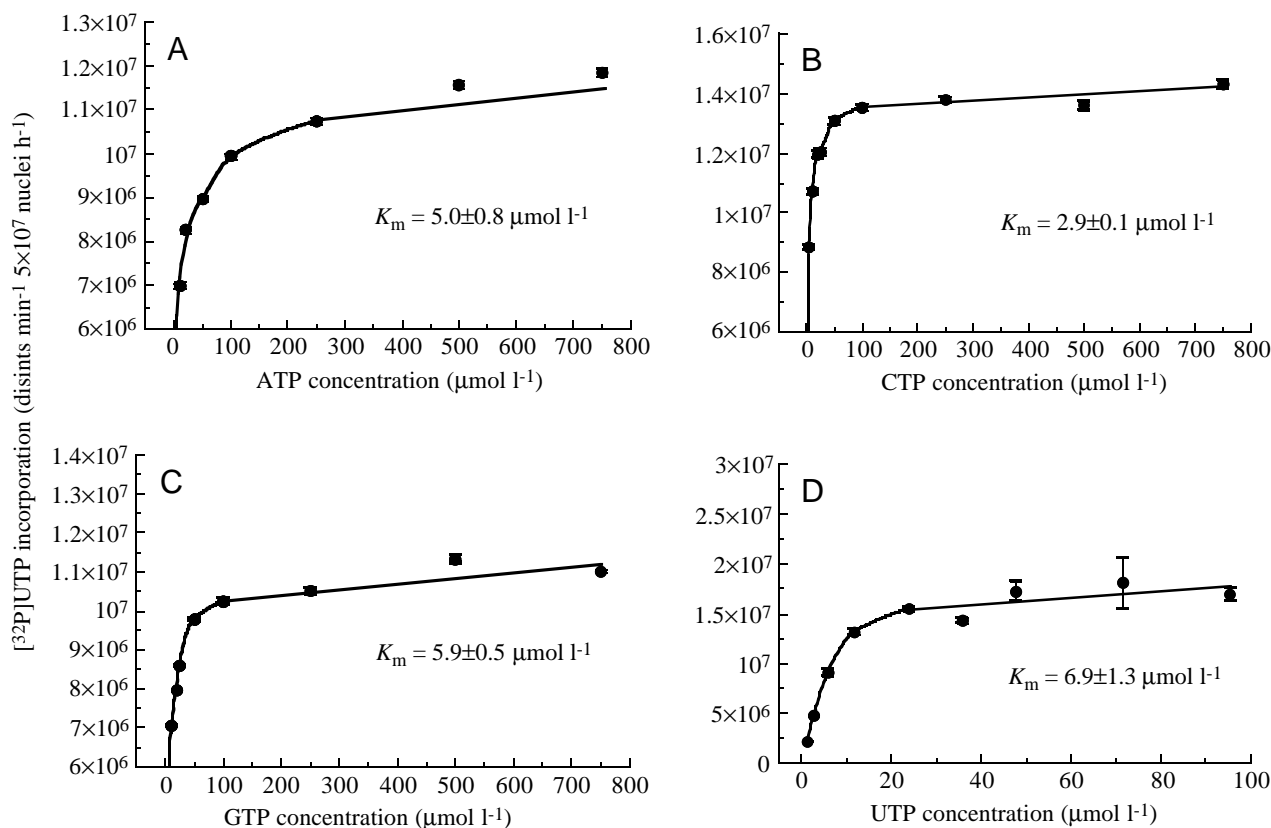 [³²P]UTP incorporation (disints min⁻¹ 5×10⁷ nuclei h⁻¹)
A
1.3×10⁷
1.2×10⁷
1.1×10⁷
10⁷
9×10⁶
8×10⁶
7×10⁶
6×10⁶
Kₘ = 5.0±0.8 µmol l⁻¹
0 100 200 300 400 500 600 700 800
ATP concentration (µmol l⁻¹)
B
1.6×10⁷
1.4×10⁷
1.2×10⁷
1×10⁷
8×10⁶
6×10⁶
Kₘ = 2.9±0.1 µmol l⁻¹
0 100 200 300 400 500 600 700 800
CTP concentration (µmol l⁻¹)
C
1.4×10⁷
1.3×10⁷
1.2×10⁷
1.1×10⁷
10⁷
9×10⁶
8×10⁶
7×10⁶
6×10⁶
Kₘ = 5.9±0.5 µmol l⁻¹
0 100 200 300 400 500 600 700 800
GTP concentration (µmol l⁻¹)
D
3×10⁷
2.5×10⁷
2×10⁷
1.5×10⁷
10⁷
5×10⁶
0
Kₘ = 6.9±1.3 µmol l⁻¹
0 20 40 60 80 100
UTP concentration (µmol l⁻¹)